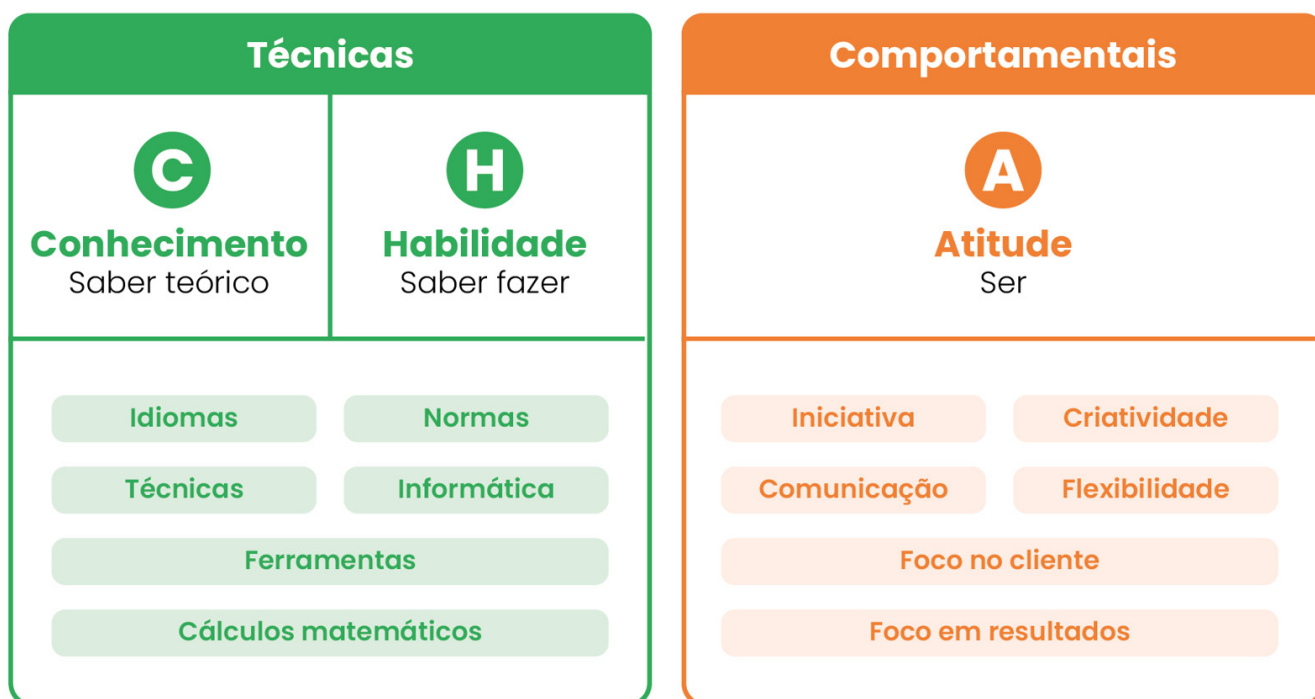 Técnicas
C
Conhecimento
Saber teórico
H
Habilidade
Saber fazer
Idiomas
Normas
Técnicas
Informática
Ferramentas
Cálculos matemáticos
Comportamentais
A
Atitude
Ser
Iniciativa
Criatividade
Comunicação
Flexibilidade
Foco no cliente
Foco em resultados